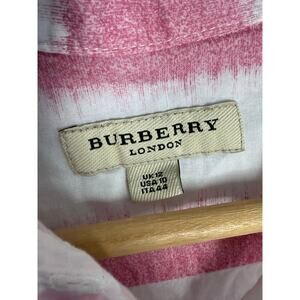 BURBERRY
LONDON
UK 12
USA 10
ITA 44